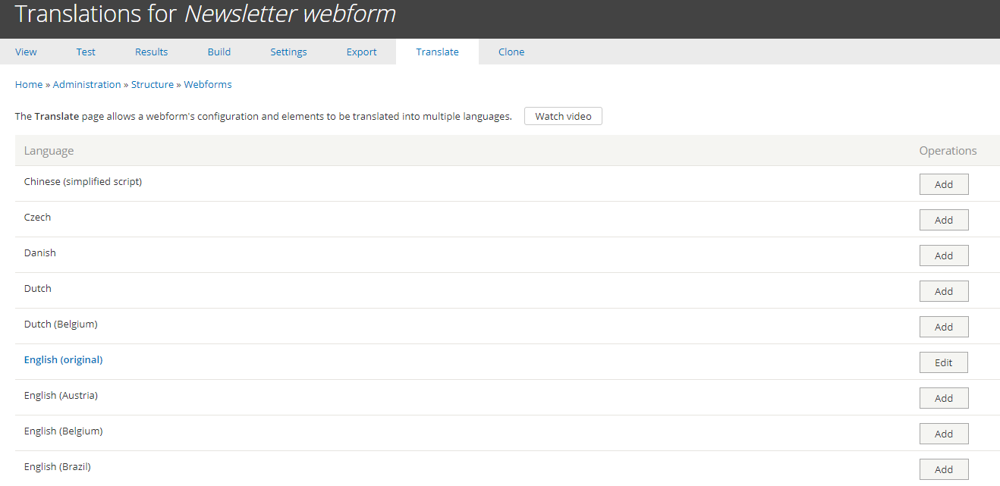 Translations for Newsletter webform
View Test Results Build Settings Export Translate Clone
Home » Administration » Structure » Webforms
The Translate page allows a webform's configuration and elements to be translated into multiple languages. Watch video
Language Operations
Chinese (simplified script) Add
Czech Add
Danish Add
Dutch Add
Dutch (Belgium) Add
English (original) Edit
English (Austria) Add
English (Belgium) Add
English (Brazil) Add